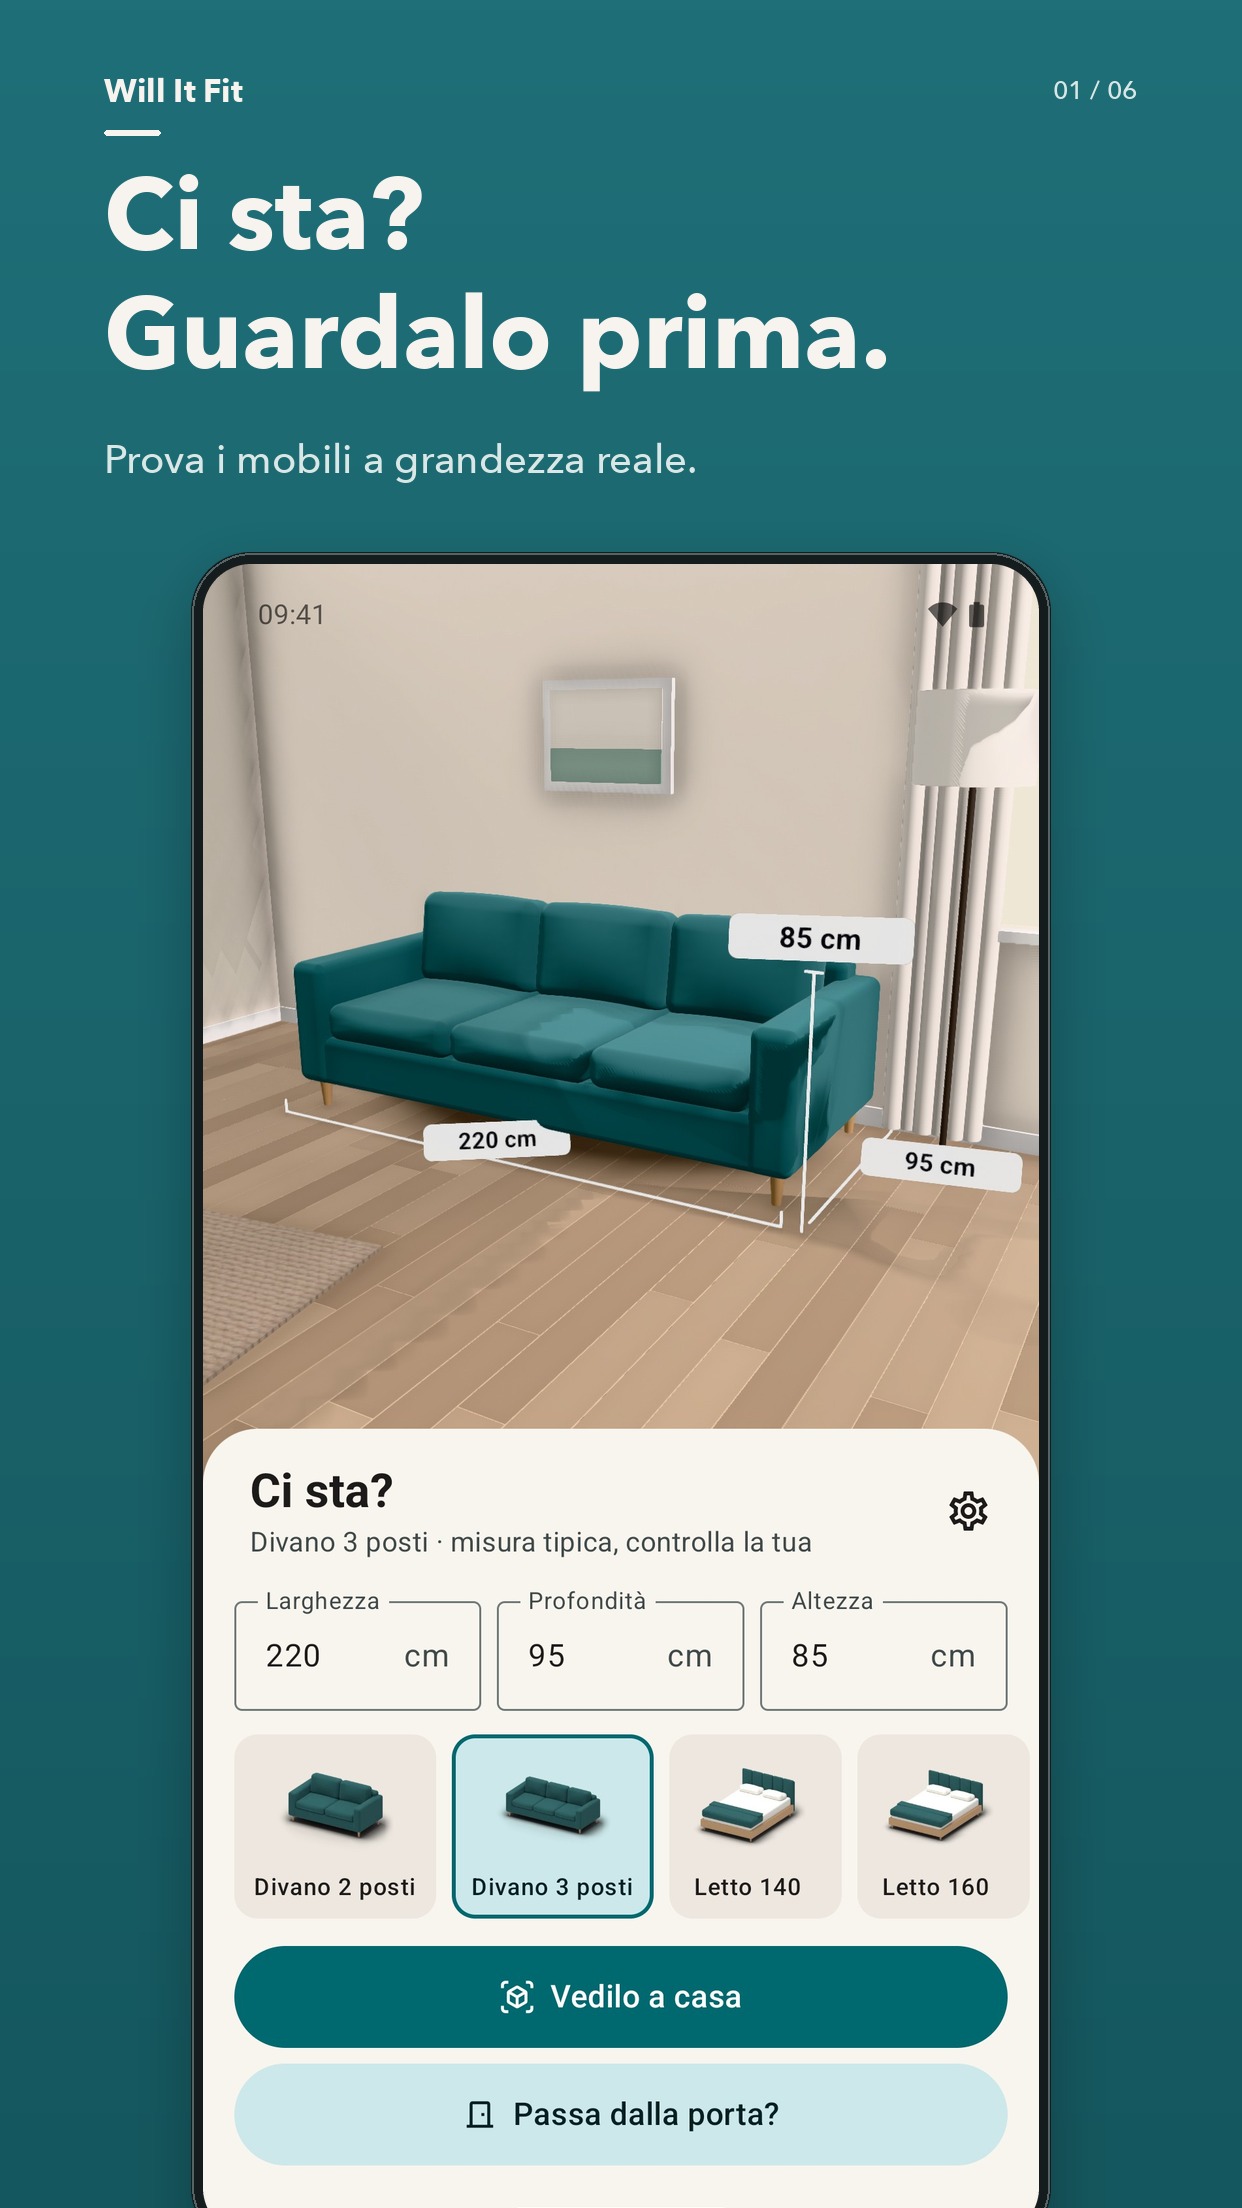 Will It Fit
01 / 06
Ci sta?
Guardalo prima.
Prova i mobili a grandezza reale.
09:41
85 cm
220 cm
95 cm
Ci sta?
Divano 3 posti · misura tipica, controlla la tua
Larghezza
220 cm
Profondità
95 cm
Altezza
85 cm
Divano 2 posti
Divano 3 posti
Letto 140
Letto 160
Vedilo a casa
Passa dalla porta?